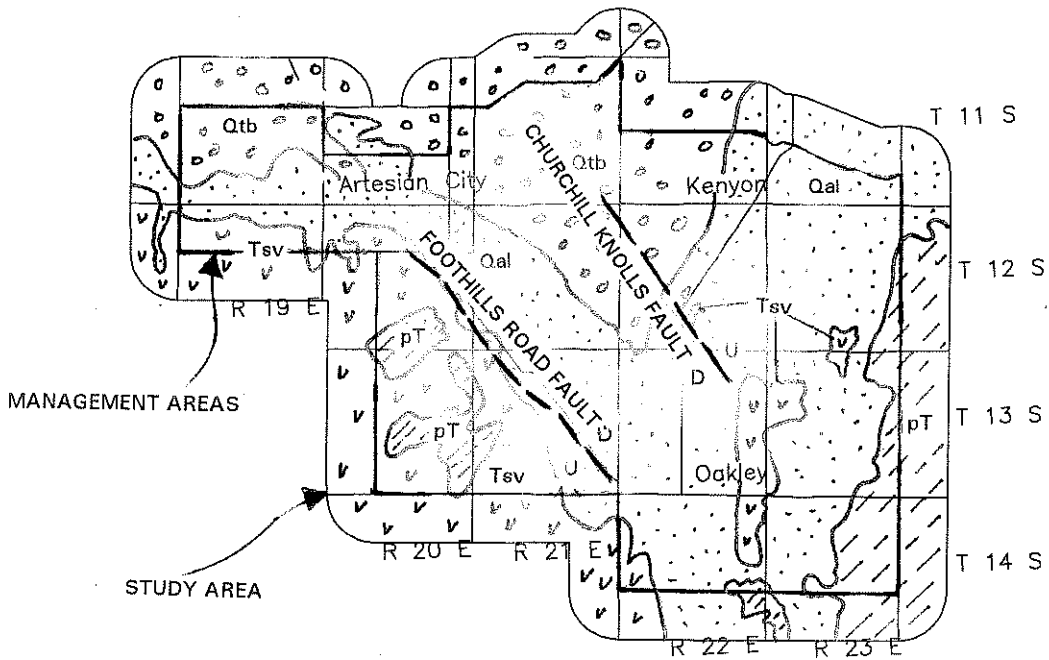 T 11 S
Qtb
Qtb
CHURCHILL KNOLLS FAULT
Artesian City
Kenyon
Qal
Tsv
FOOTHILLS ROAD FAULT
Qal
T 12 S
R 19 E
Tsv
pT
U
D
MANAGEMENT AREAS
pT
D
pT
T 13 S
Tsv
U
Oakley
STUDY AREA
R 20 E
R 21 E
T 14 S
R 22 E
R 23 E